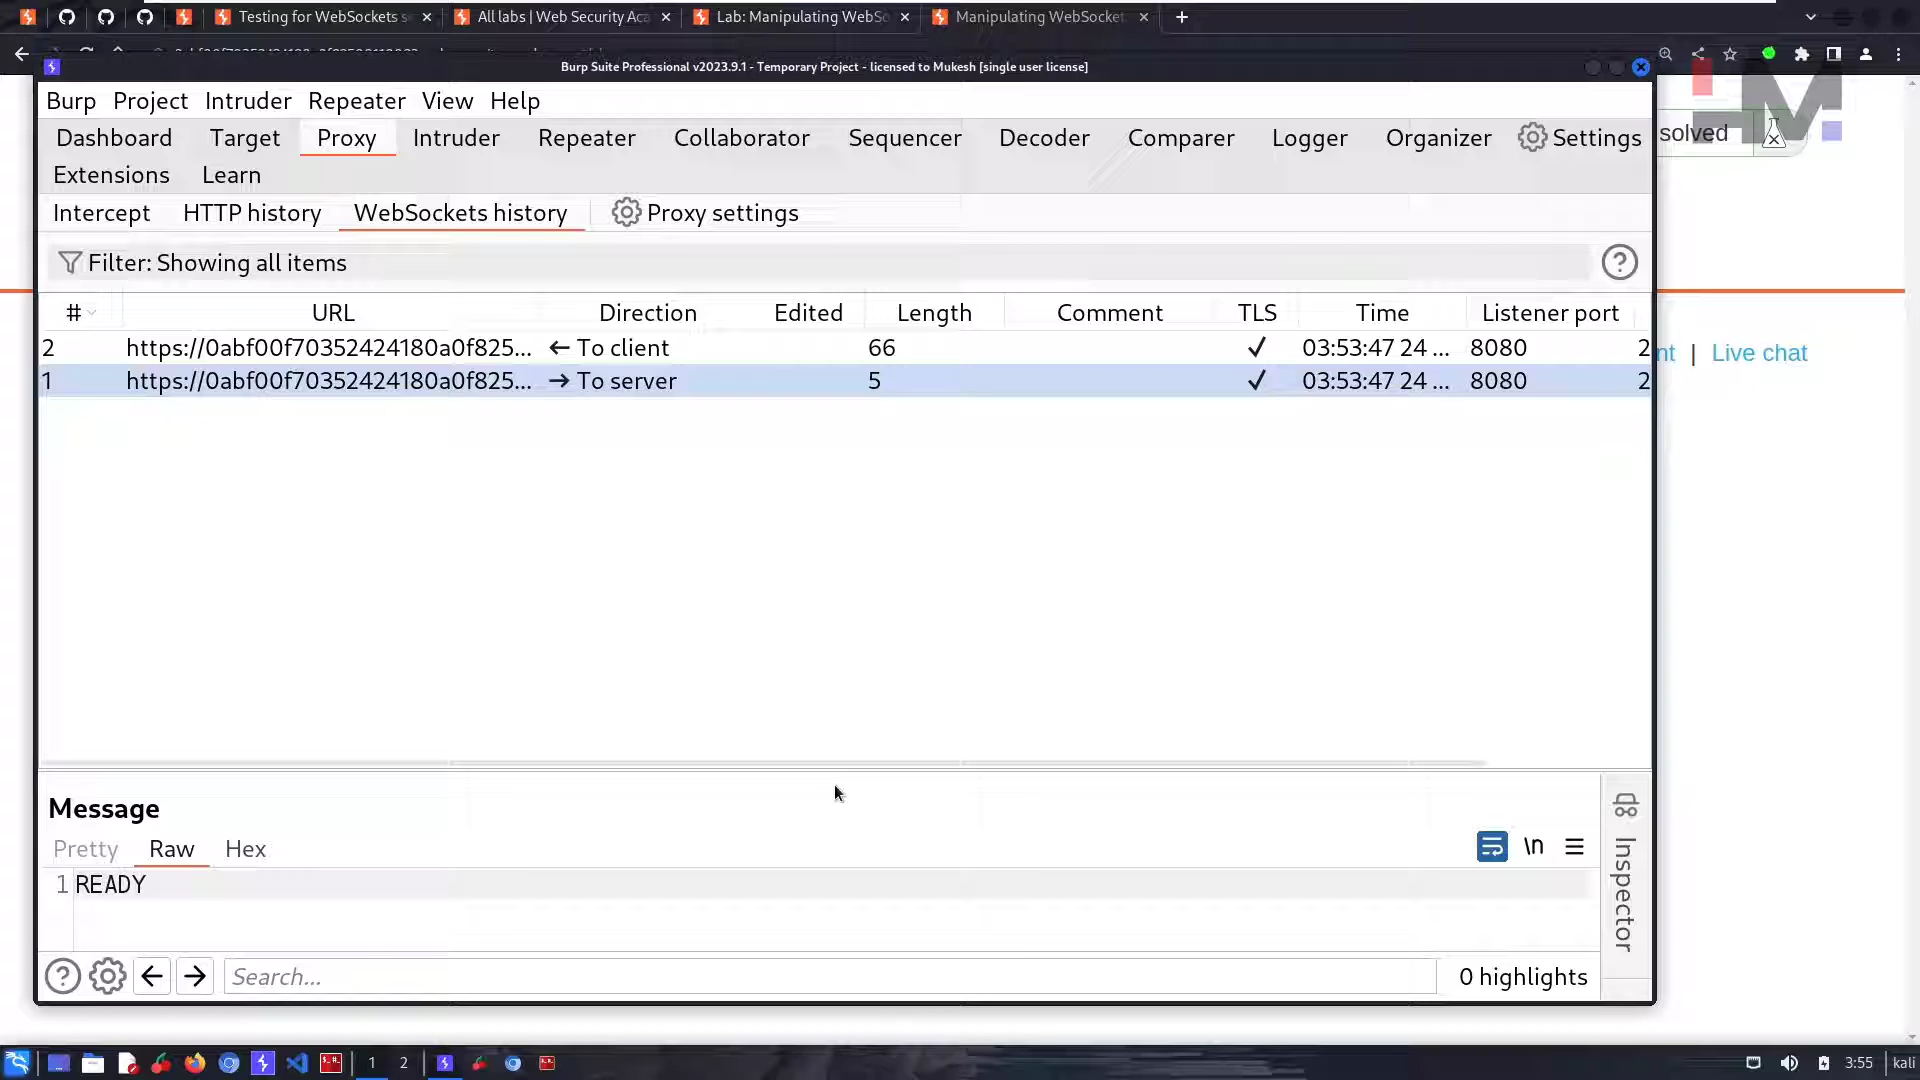 Testing for WebSockets s
All labs | Web Security Aca
Lab: Manipulating WebSo
Manipulating WebSocket
Burp Suite Professional v2023.9.1 - Temporary Project - licensed to Mukesh [single user license]
Burp Project Intruder Repeater View Help
Dashboard Target Proxy Intruder Repeater Collaborator Sequencer Decoder Comparer Logger Organizer Settings
Extensions Learn
solved
Intercept HTTP history WebSockets history Proxy settings
Filter: Showing all items
# URL Direction Edited Length Comment TLS Time Listener port
2 https://0abf00f70352424180a0f825... ← To client 66 ✓ 03:53:47 24 ... 8080 2
1 https://0abf00f70352424180a0f825... → To server 5 ✓ 03:53:47 24 ... 8080 2
nt | Live chat
Message
Pretty Raw Hex
\n
1 READY
Inspector
Search...
0 highlights
1 2
3:55 kali